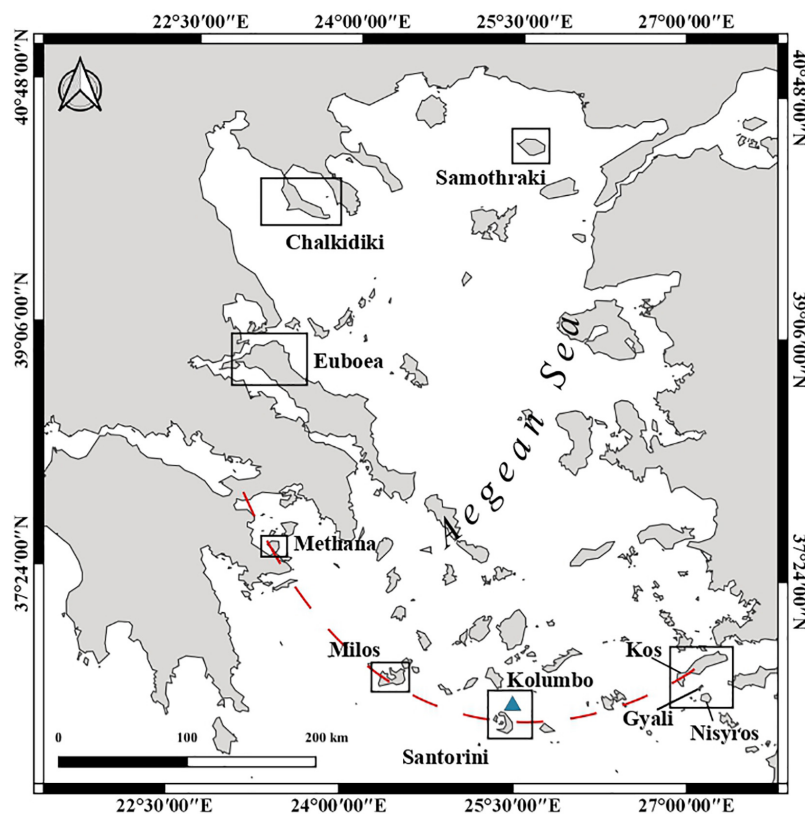 22°30′00″E 24°00′00″E 25°30′00″E 27°00′00″E
40°48′00″N
40°48′00″N
Samothraki
Chalkidiki
39°06′00″N
39°06′00″N
Euboea
Aegean Sea
37°24′00″N
37°24′00″N
Methana
Milos
Kos
Kolumbo
Gyali
Nisyros
Santorini
0 100 200 km
22°30′00″E 24°00′00″E 25°30′00″E 27°00′00″E